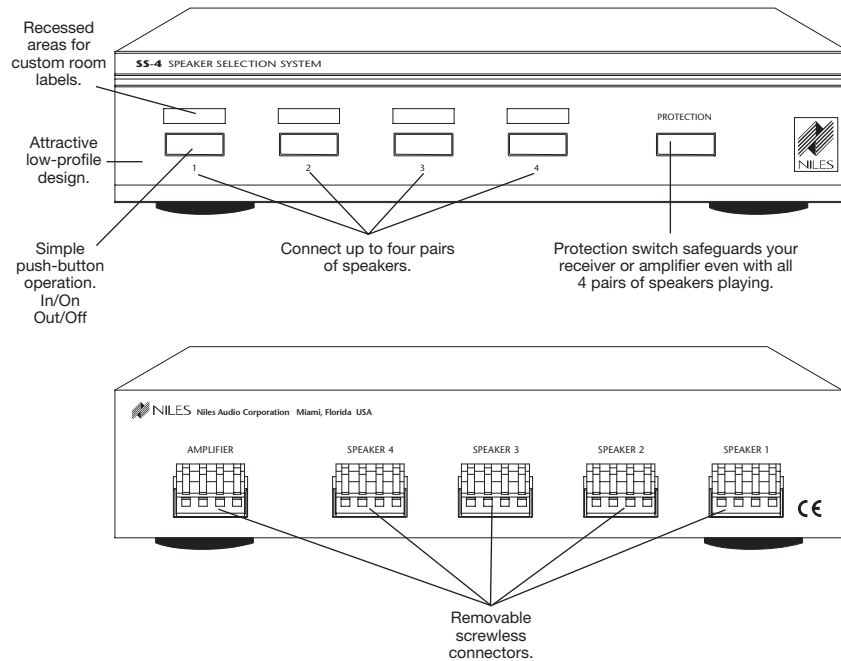 Recessed
areas for
custom room
labels.
SS-4 SPEAKER SELECTION SYSTEM
PROTECTION
NILES
Attractive
low-profile
design.
1 2 3 4
Simple
push-button
operation.
In/On
Out/Off
Connect up to four pairs
of speakers.
Protection switch safeguards your
receiver or amplifier even with all
4 pairs of speakers playing.
NILES Niles Audio Corporation Miami, Florida USA
AMPLIFIER SPEAKER 4 SPEAKER 3 SPEAKER 2 SPEAKER 1
CE
Removable
screwless
connectors.